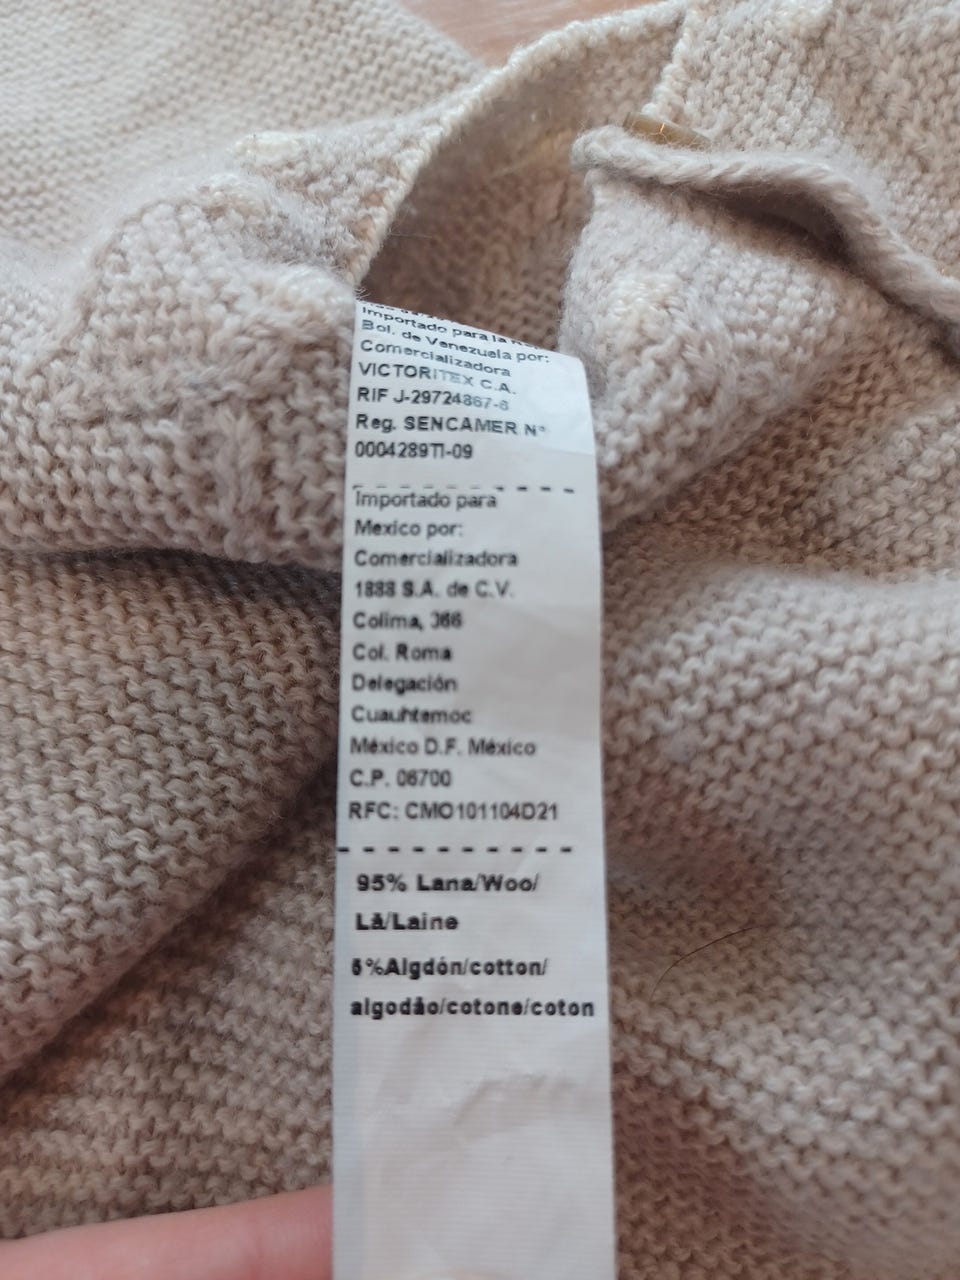 Importado para la
Bol. de Venezuela por:
Comercializadora
VICTORITEX C.A.
RIF J-29724867-8
Reg. SENCAMER N°
0004289TI-09
Importado para
Mexico por:
Comercializadora
1888 S.A. de C.V.
Colima, 366
Col. Roma
Delegación
Cuauhtemoc
México D.F. México
C.P. 06700
RFC: CMO101104D21
95% Lana/Woo/
Lã/Laine
5%Algdón/cotton/
algodão/cotone/coton